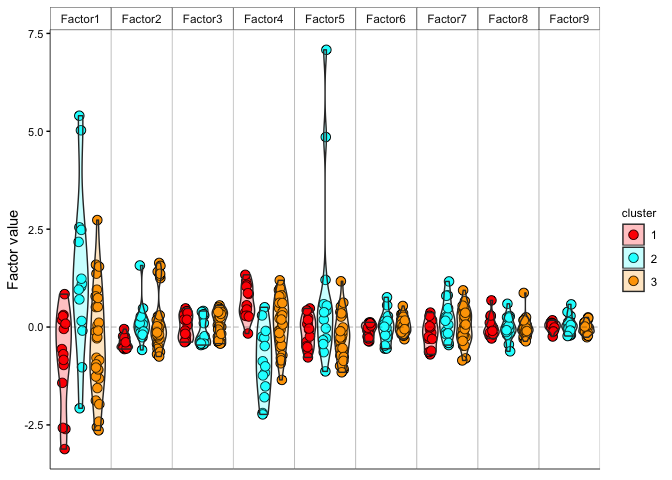 Factor1 Factor2 Factor3 Factor4 Factor5 Factor6 Factor7 Factor8 Factor9
7.5
5.0
2.5
0.0
-2.5
Factor value
cluster
1
2
3